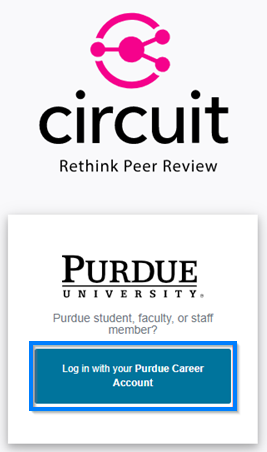 circuit
Rethink Peer Review
PURDUE
UNIVERSITY®
Purdue student, faculty, or staff
member?
Log in with your Purdue Career
Account